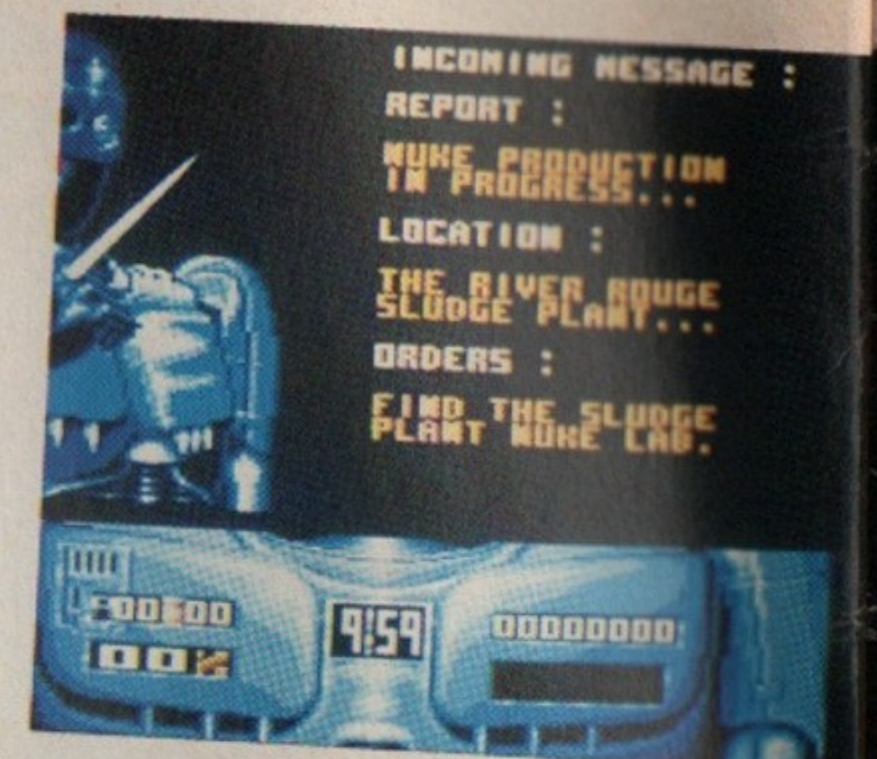 INCOMING MESSAGE :
REPORT :
NUKE PRODUCTION
IN PROGRESS...
LOCATION :
THE RIVER ROUGE
SLUDGE PLANT...
ORDERS :
FIND THE SLUDGE
PLANT NUKE LAB.
9:59
00000000
00